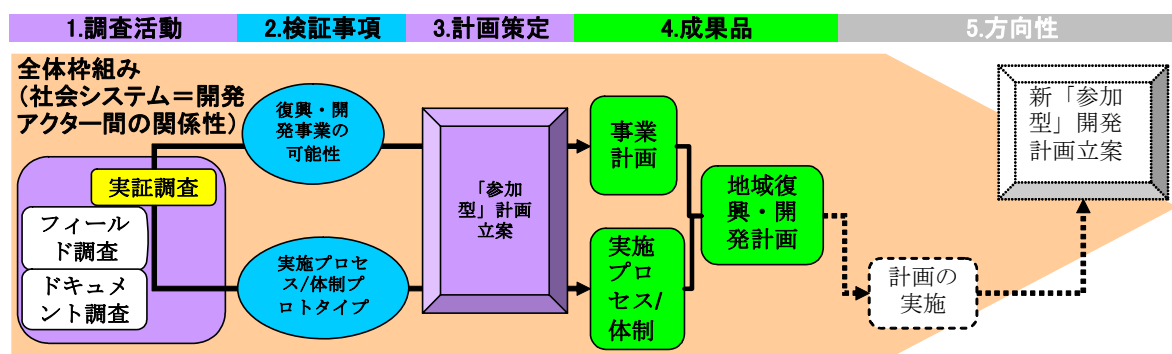 1.調査活動
2.検証事項
3.計画策定
4.成果品
5.方向性
全体枠組み
（社会システム＝開発
アクター間の関係性）
実証調査
フィール
ド調査
ドキュメ
ント調査
復興・開
発事業の
可能性
実施プロセ
ス/体制プ
ロトタイプ
「参加
型」計画
立案
事業
計画
実施
プロ
セス/
体制
地域復
興・開
発計画
計画の
実施
新「参加
型」開発
計画立案